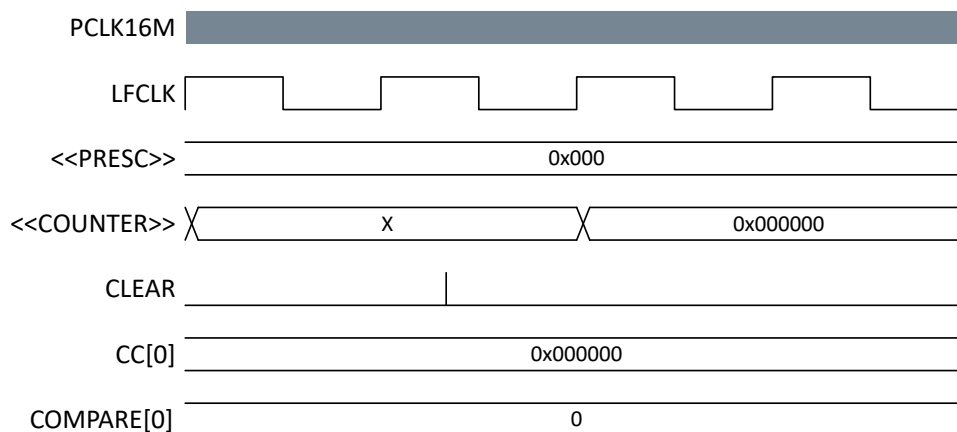 PCLK16M
LFCLK
<<PRESC>> 0x000
<<COUNTER>> X 0x000000
CLEAR
CC[0] 0x000000
COMPARE[0] 0